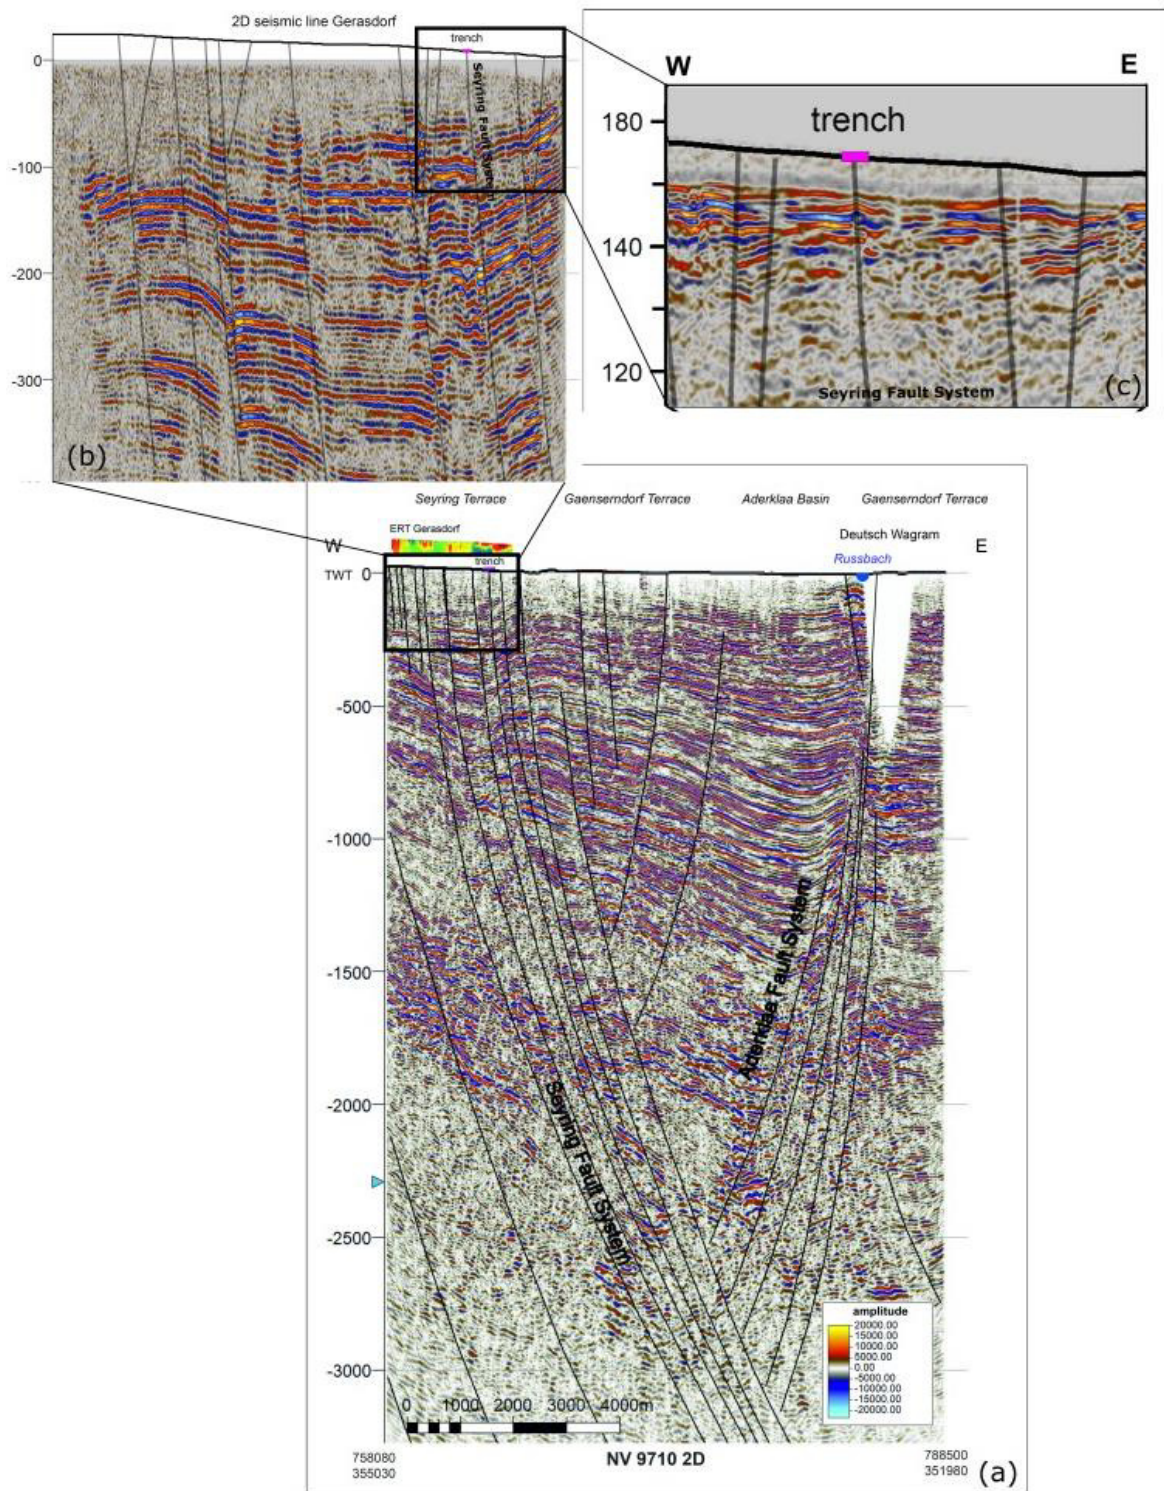 2D seismic line Gerasdorf
trench
0
-100
-200
-300
Seyring Fault System
(b)
W
E
180
140
120
trench
Seyring Fault System
(c)
Seyring Terrace
Gaenserndorf Terrace
Aderklaa Basin
Gaenserndorf Terrace
ERT Gerasdorf
Deutsch Wagram
W
E
trench
Russbach
TWT 0
-500
-1000
-1500
-2000
-2500
-3000
Aderklaa Fault System
Seyring Fault System
amplitude
20000.00
15000.00
10000.00
5000.00
0.00
-5000.00
-10000.00
-15000.00
-20000.00
0 1000 2000 3000 4000m
758080
355030
NV 9710 2D
788500
351980
(a)